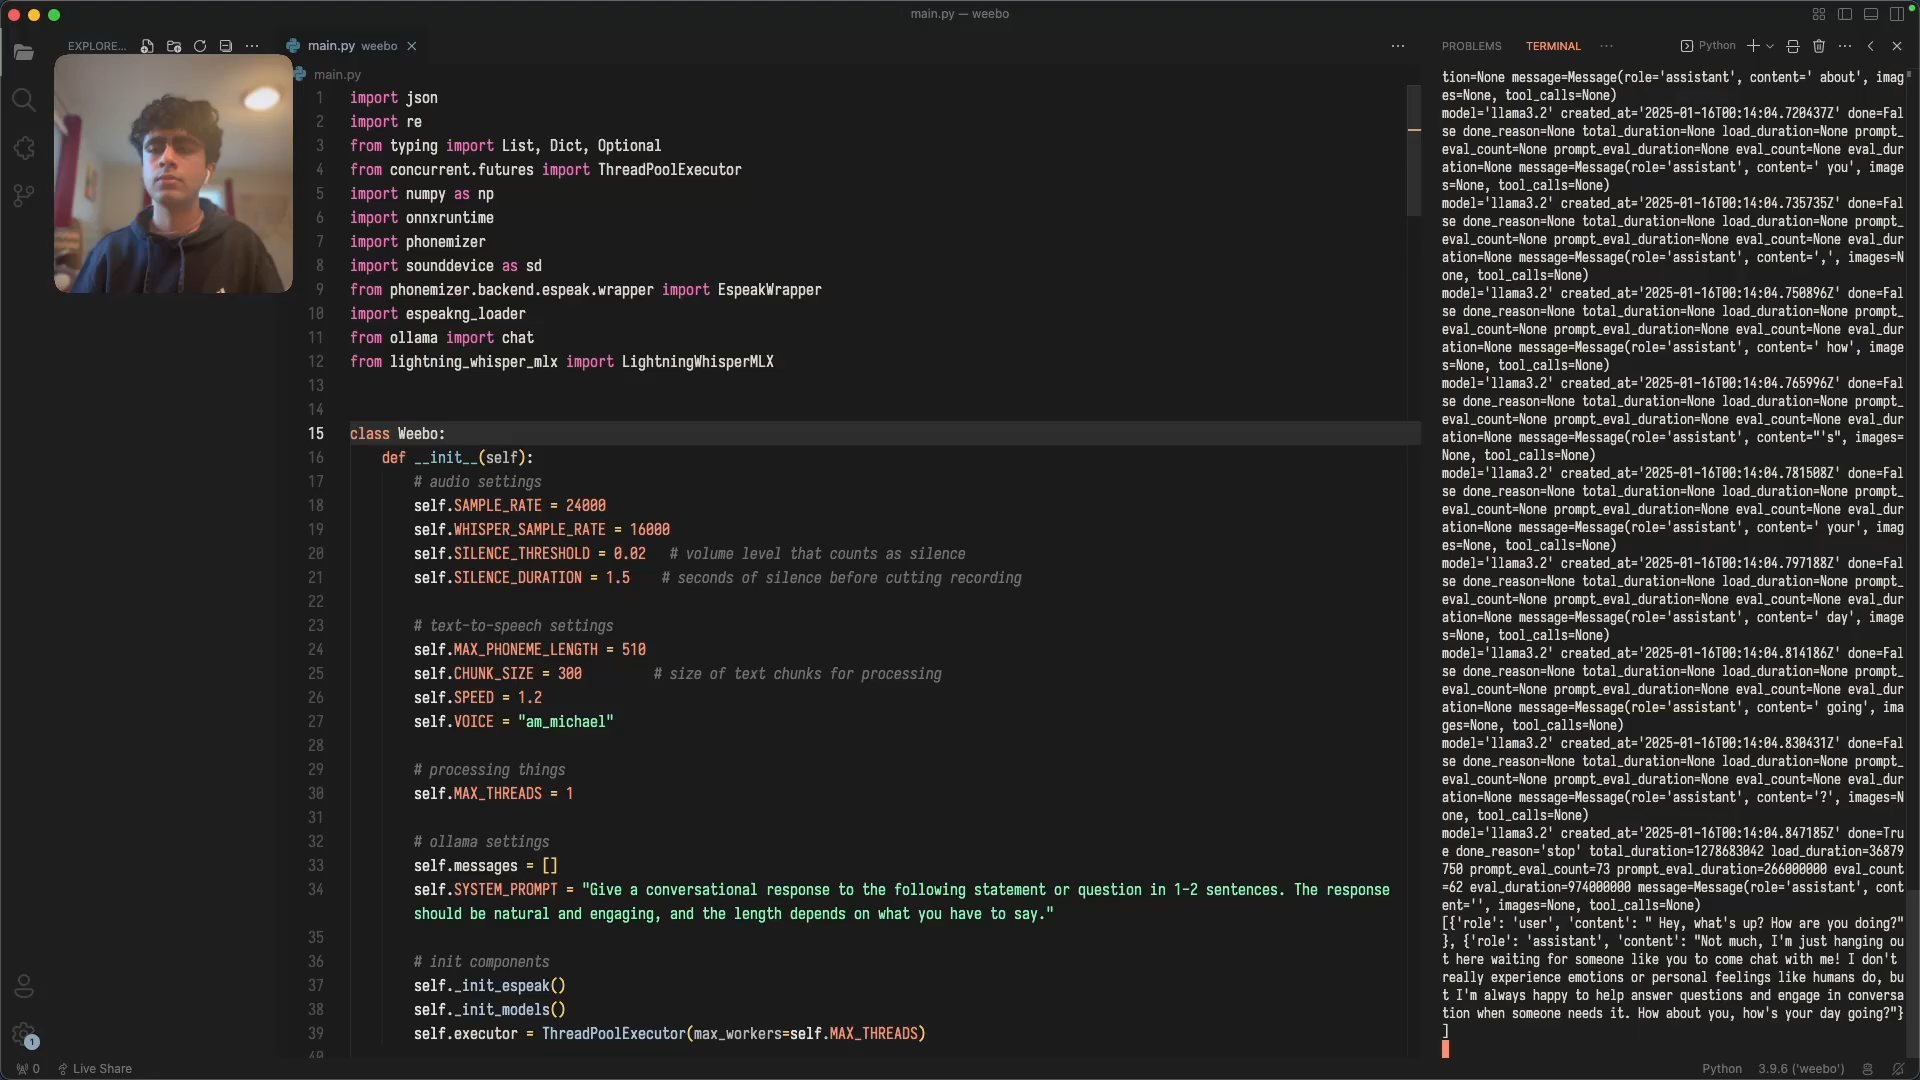 main.py — weebo
EXPLORE...
main.py weebo
PROBLEMS
TERMINAL
Python
main.py
1 import json
2 import re
3 from typing import List, Dict, Optional
4 from concurrent.futures import ThreadPoolExecutor
5 import numpy as np
6 import onnxruntime
7 import phonemizer
8 import sounddevice as sd
9 from phonemizer.backend.espeak.wrapper import EspeakWrapper
10 import espeakng_loader
11 from ollama import chat
12 from lightning_whisper_mlx import LightningWhisperMLX
13
14
15 class Weebo:
16 def __init__(self):
17 # audio settings
18 self.SAMPLE_RATE = 24000
19 self.WHISPER_SAMPLE_RATE = 16000
20 self.SILENCE_THRESHOLD = 0.02 # volume level that counts as silence
21 self.SILENCE_DURATION = 1.5 # seconds of silence before cutting recording
22
23 # text-to-speech settings
24 self.MAX_PHONEME_LENGTH = 510
25 self.CHUNK_SIZE = 300 # size of text chunks for processing
26 self.SPEED = 1.2
27 self.VOICE = "am_michael"
28
29 # processing things
30 self.MAX_THREADS = 1
31
32 # ollama settings
33 self.messages = []
34 self.SYSTEM_PROMPT = "Give a conversational response to the following statement or question in 1-2 sentences. The response
should be natural and engaging, and the length depends on what you have to say."
35
36 # init components
37 self._init_espeak()
38 self._init_models()
39 self.executor = ThreadPoolExecutor(max_workers=self.MAX_THREADS)
40
tion=None message=Message(role='assistant', content=' about', imag
es=None, tool_calls=None)
model='llama3.2' created_at='2025-01-16T00:14:04.720437Z' done=Fal
se done_reason=None total_duration=None load_duration=None prompt_
eval_count=None prompt_eval_duration=None eval_count=None eval_dur
ation=None message=Message(role='assistant', content=' you', image
s=None, tool_calls=None)
model='llama3.2' created_at='2025-01-16T00:14:04.735735Z' done=Fal
se done_reason=None total_duration=None load_duration=None prompt_
eval_count=None prompt_eval_duration=None eval_count=None eval_dur
ation=None message=Message(role='assistant', content=',', images=N
one, tool_calls=None)
model='llama3.2' created_at='2025-01-16T00:14:04.750896Z' done=Fal
se done_reason=None total_duration=None load_duration=None prompt_
eval_count=None prompt_eval_duration=None eval_count=None eval_dur
ation=None message=Message(role='assistant', content=' how', image
s=None, tool_calls=None)
model='llama3.2' created_at='2025-01-16T00:14:04.765996Z' done=Fal
se done_reason=None total_duration=None load_duration=None prompt_
eval_count=None prompt_eval_duration=None eval_count=None eval_dur
ation=None message=Message(role='assistant', content="'s", images=
None, tool_calls=None)
model='llama3.2' created_at='2025-01-16T00:14:04.781508Z' done=Fal
se done_reason=None total_duration=None load_duration=None prompt_
eval_count=None prompt_eval_duration=None eval_count=None eval_dur
ation=None message=Message(role='assistant', content=' your', imag
es=None, tool_calls=None)
model='llama3.2' created_at='2025-01-16T00:14:04.797188Z' done=Fal
se done_reason=None total_duration=None load_duration=None prompt_
eval_count=None prompt_eval_duration=None eval_count=None eval_dur
ation=None message=Message(role='assistant', content=' day', image
s=None, tool_calls=None)
model='llama3.2' created_at='2025-01-16T00:14:04.814186Z' done=Fal
se done_reason=None total_duration=None load_duration=None prompt_
eval_count=None prompt_eval_duration=None eval_count=None eval_dur
ation=None message=Message(role='assistant', content=' going', ima
ges=None, tool_calls=None)
model='llama3.2' created_at='2025-01-16T00:14:04.830431Z' done=Fal
se done_reason=None total_duration=None load_duration=None prompt_
eval_count=None prompt_eval_duration=None eval_count=None eval_dur
ation=None message=Message(role='assistant', content='?', images=N
one, tool_calls=None)
model='llama3.2' created_at='2025-01-16T00:14:04.847185Z' done=Tru
e done_reason='stop' total_duration=1278683042 load_duration=36879
750 prompt_eval_count=73 prompt_eval_duration=266000000 eval_count
=62 eval_duration=974000000 message=Message(role='assistant', cont
ent='', images=None, tool_calls=None)
[{'role': 'user', 'content': " Hey, what's up? How are you doing?"
}, {'role': 'assistant', 'content': "Not much, I'm just hanging ou
t here waiting for someone like you to come chat with me! I don't
really experience emotions or personal feelings like humans do, bu
t I'm always happy to help answer questions and engage in conversa
tion when someone needs it. How about you, how's your day going?"}
]
1
0 Live Share
Python 3.9.6 ('weebo')